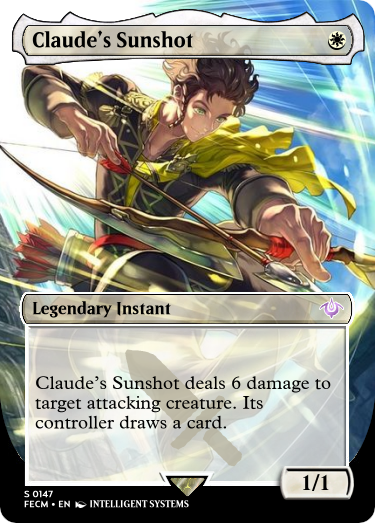 Claude's Sunshot
Legendary Instant
Claude's Sunshot deals 6 damage to
target attacking creature. Its
controller draws a card.
1/1
S 0147
FECM • EN INTELLIGENT SYSTEMS